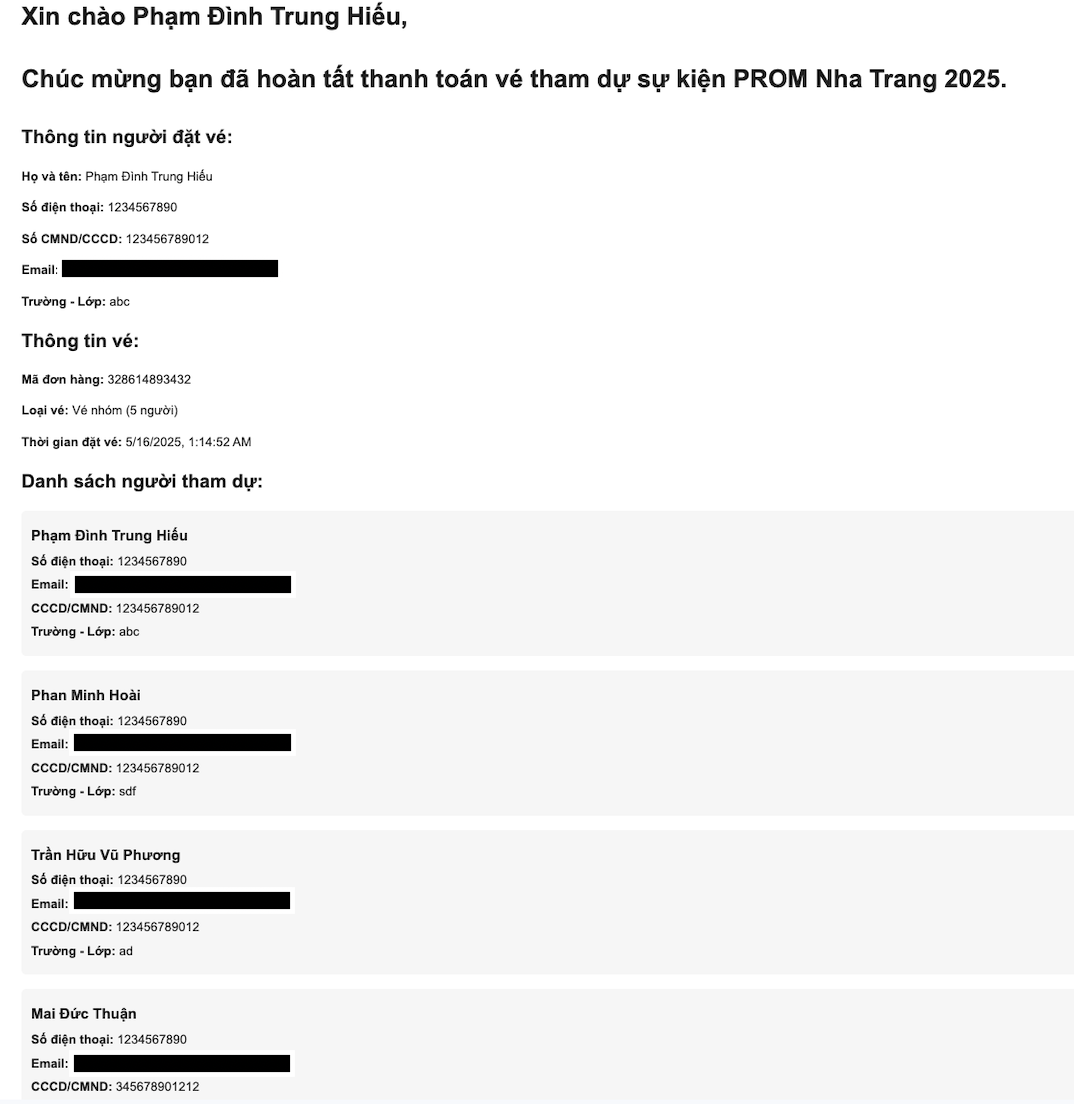 Xin chào Phạm Đình Trung Hiếu,
Chúc mừng bạn đã hoàn tất thanh toán vé tham dự sự kiện PROM Nha Trang 2025.
Thông tin người đặt vé:
Họ và tên: Phạm Đình Trung Hiếu
Số điện thoại: 1234567890
Số CMND/CCCD: 123456789012
Email:
Trường - Lớp: abc
Thông tin vé:
Mã đơn hàng: 328614893432
Loại vé: Vé nhóm (5 người)
Thời gian đặt vé: 5/16/2025, 1:14:52 AM
Danh sách người tham dự:
Phạm Đình Trung Hiếu
Số điện thoại: 1234567890
Email:
CCCD/CMND: 123456789012
Trường - Lớp: abc
Phan Minh Hoài
Số điện thoại: 1234567890
Email:
CCCD/CMND: 123456789012
Trường - Lớp: sdf
Trần Hữu Vũ Phương
Số điện thoại: 1234567890
Email:
CCCD/CMND: 123456789012
Trường - Lớp: ad
Mai Đức Thuận
Số điện thoại: 1234567890
Email:
CCCD/CMND: 345678901212